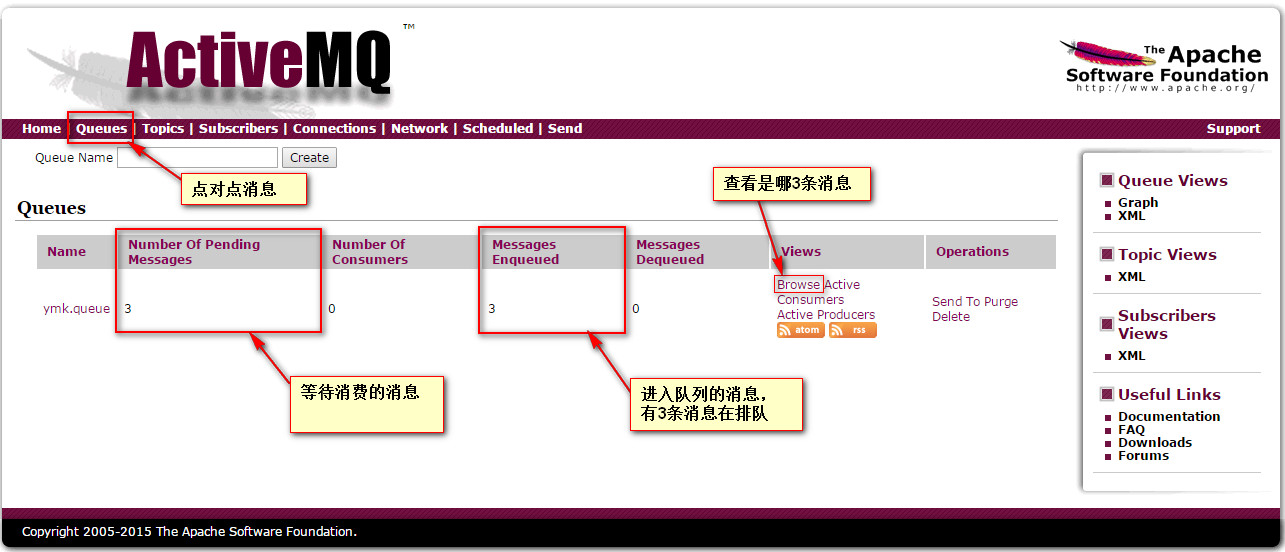 ActiveMQ ™
The Apache
Software Foundation
http://www.apache.org/
Home | Queues | Topics | Subscribers | Connections | Network | Scheduled | Send
Support
Queue Name Create
点对点消息
查看是哪3条消息
Queues
Name
Number Of Pending
Messages
Number Of
Consumers
Messages
Enqueued
Messages
Dequeued
Views
Operations
ymk.queue
3
0
3
0
Browse Active
Consumers
Active Producers
atom rss
Send To Purge
Delete
等待消费的消息
进入队列的消息，
有3条消息在排队
Queue Views
Graph
XML
Topic Views
XML
Subscribers
Views
XML
Useful Links
Documentation
FAQ
Downloads
Forums
Copyright 2005-2015 The Apache Software Foundation.